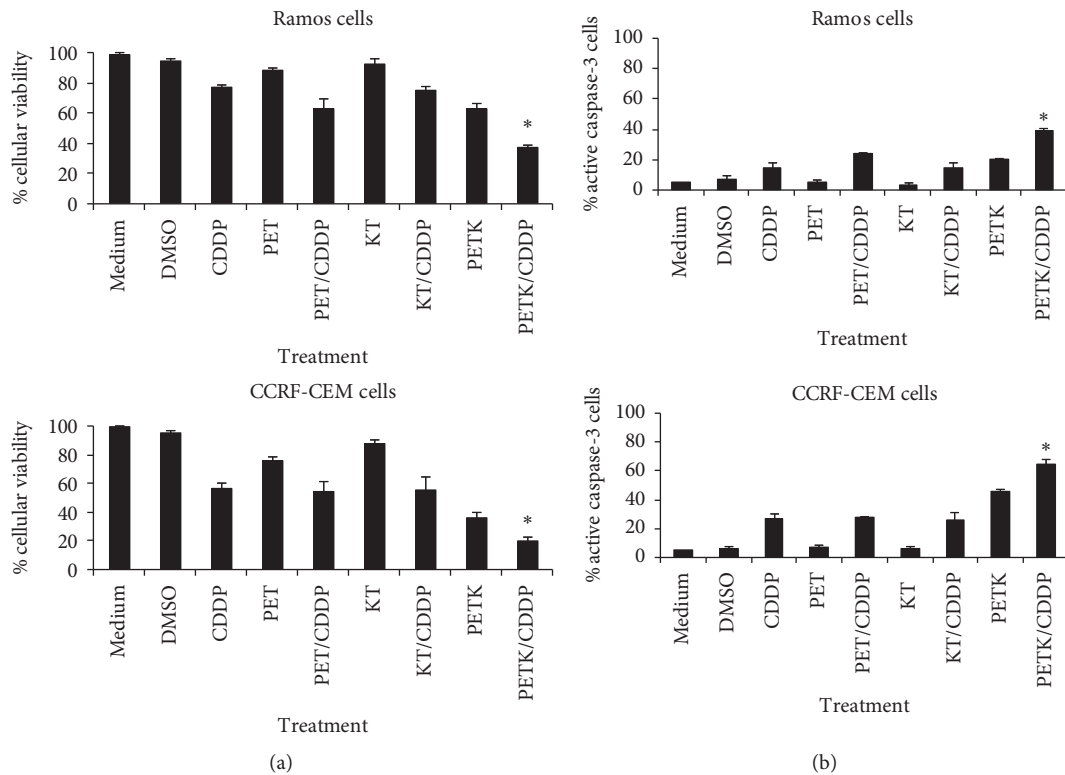 Ramos cells
% cellular viability
100
80
60
40
20
0
*
Medium
DMSO
CDDP
PET
PET/CDDP
KT
KT/CDDP
PETK
PETK/CDDP
Treatment
CCRF-CEM cells
% cellular viability
100
80
60
40
20
0
*
Medium
DMSO
CDDP
PET
PET/CDDP
KT
KT/CDDP
PETK
PETK/CDDP
Treatment
(a)
Ramos cells
% active caspase-3 cells
100
80
60
40
20
0
*
Medium
DMSO
CDDP
PET
PET/CDDP
KT
KT/CDDP
PETK
PETK/CDDP
Treatment
CCRF-CEM cells
% active caspase-3 cells
100
80
60
40
20
0
*
Medium
DMSO
CDDP
PET
PET/CDDP
KT
KT/CDDP
PETK
PETK/CDDP
Treatment
(b)